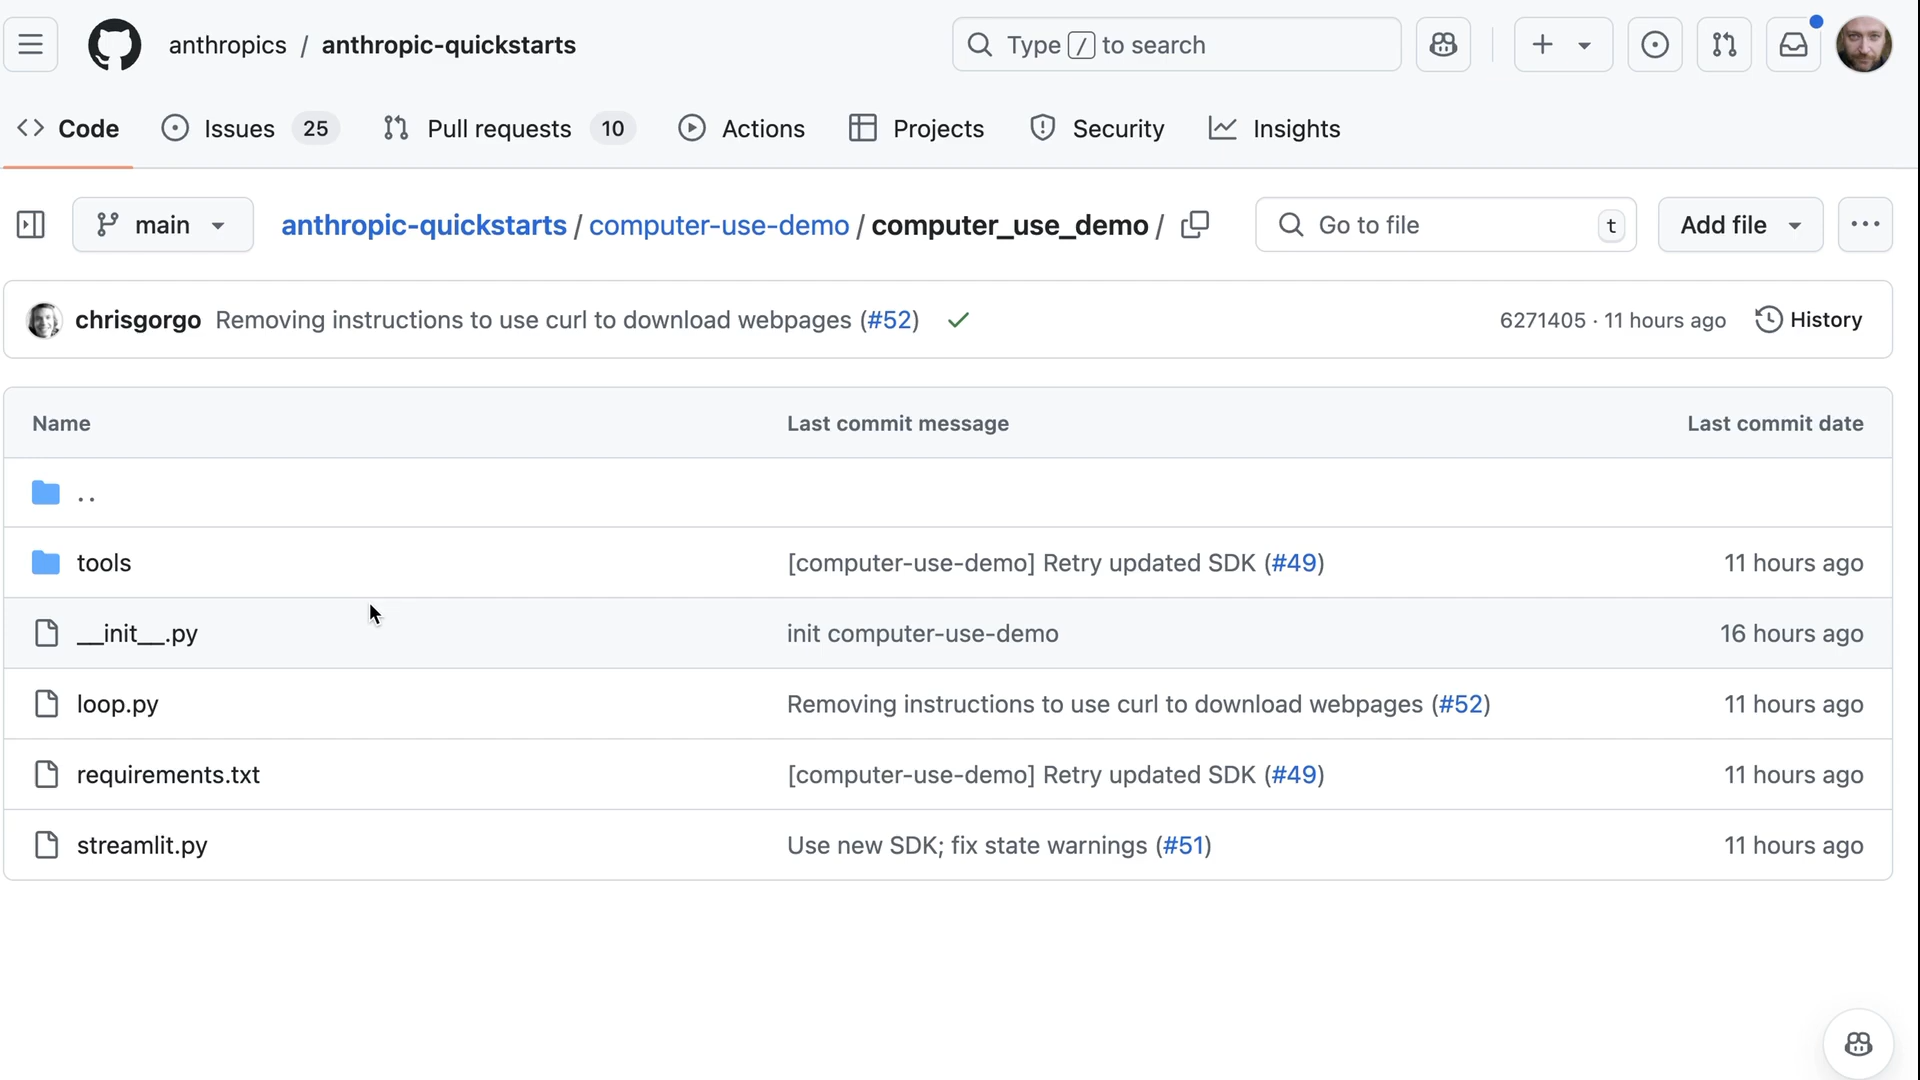 anthropics / anthropic-quickstarts
Type / to search
Code
Issues 25
Pull requests 10
Actions
Projects
Security
Insights
main
anthropic-quickstarts / computer-use-demo / computer_use_demo /
Go to file t
Add file
chrisgorgo Removing instructions to use curl to download webpages (#52)
6271405 · 11 hours ago
History
Name Last commit message Last commit date
..
tools [computer-use-demo] Retry updated SDK (#49) 11 hours ago
__init__.py init computer-use-demo 16 hours ago
loop.py Removing instructions to use curl to download webpages (#52) 11 hours ago
requirements.txt [computer-use-demo] Retry updated SDK (#49) 11 hours ago
streamlit.py Use new SDK; fix state warnings (#51) 11 hours ago